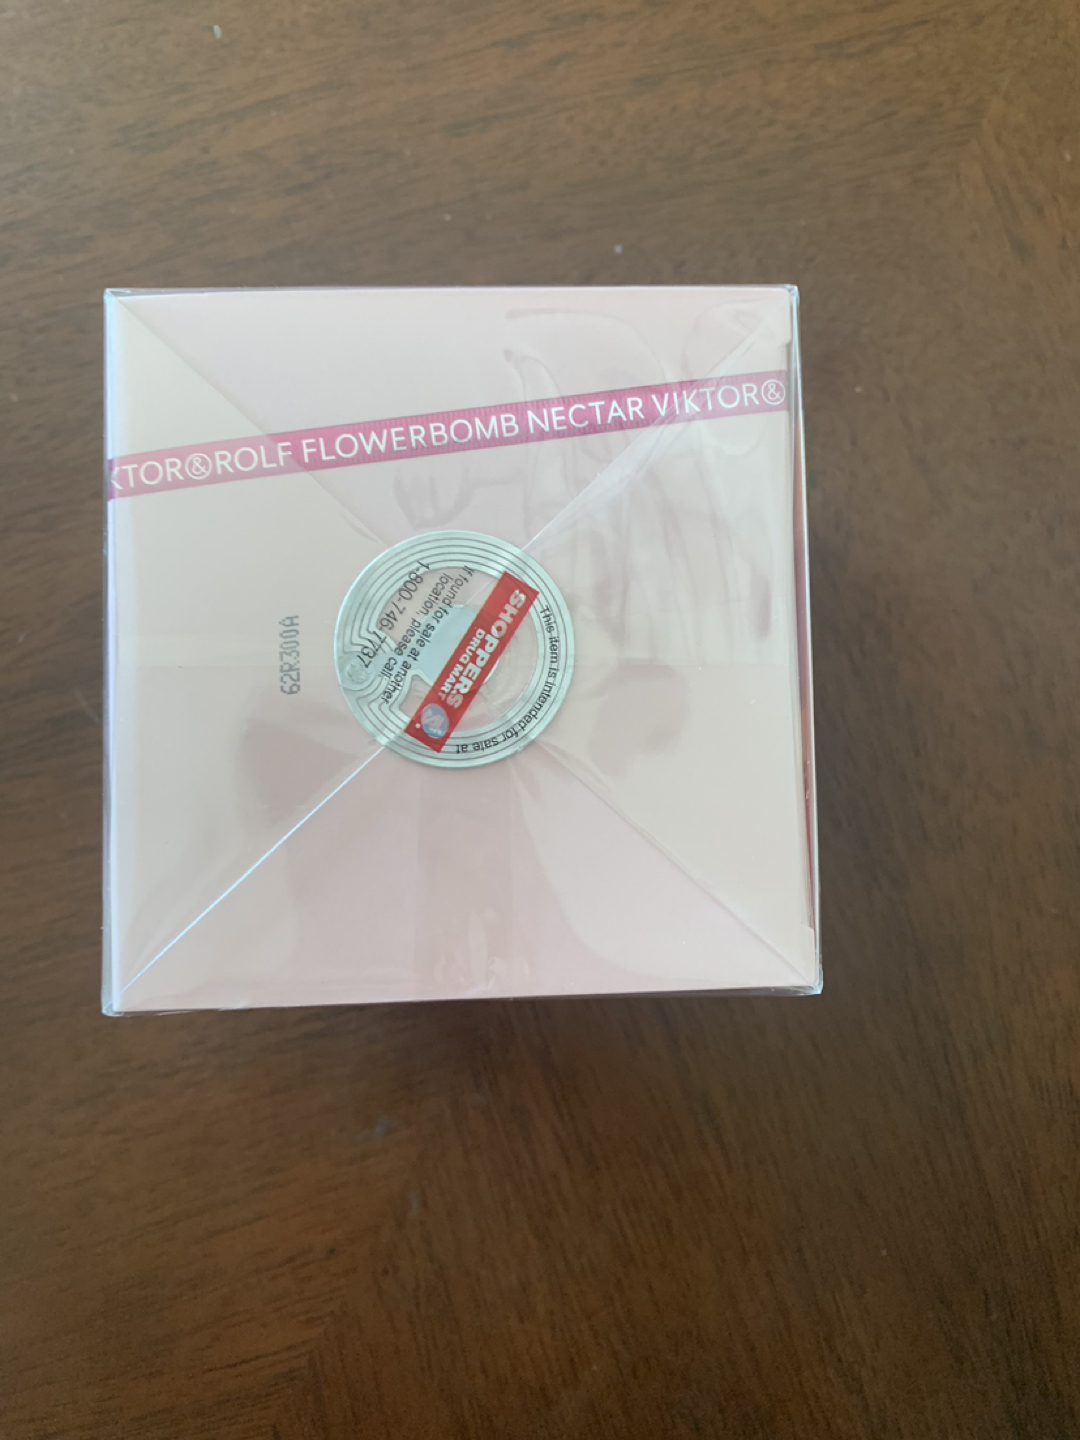 KTOR&ROLF FLOWERBOMB NECTAR VIKTOR&
62R300A
This item is intended for sale at
SHOPPERS
DRUG MART
If found for sale at another
location, please call,
1-800-746-7737